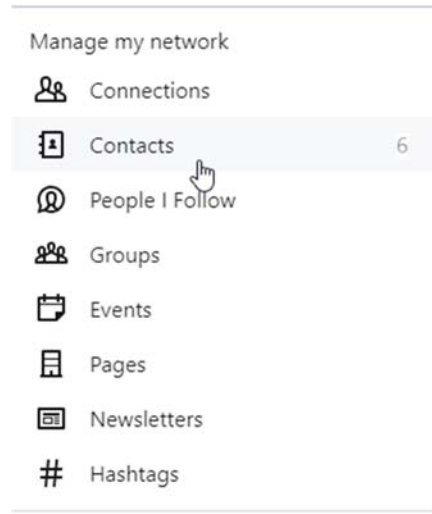 Manage my network
Connections
Contacts 6
People I Follow
Groups
Events
Pages
Newsletters
# Hashtags